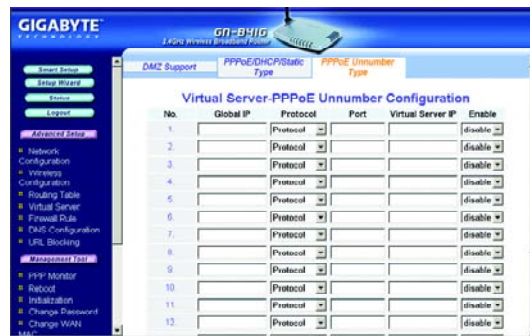 GIGABYTE
TECHNOLOGY
GN-B41G
2.4GHz Wireless Broadband Router
Smart Setup
Setup Wizard
Status
Logout
Advanced Setup
Network Configuration
Wireless Configuration
Routing Table
Virtual Server
Firewall Rule
DNS Configuration
URL Blocking
Management Tool
PPP Monitor
Reboot
Initialization
Change Password
Change WAN MAC
DMZ Support
PPPoE/DHCP/Static Type
PPPoE Unnumber Type
Virtual Server-PPPoE Unnumber Configuration
No. Global IP Protocol Port Virtual Server IP Enable
1. Protocol disable
2. Protocol disable
3. Protocol disable
4. Protocol disable
5. Protocol disable
6. Protocol disable
7. Protocol disable
8. Protocol disable
9. Protocol disable
10. Protocol disable
11. Protocol disable
12. Protocol disable